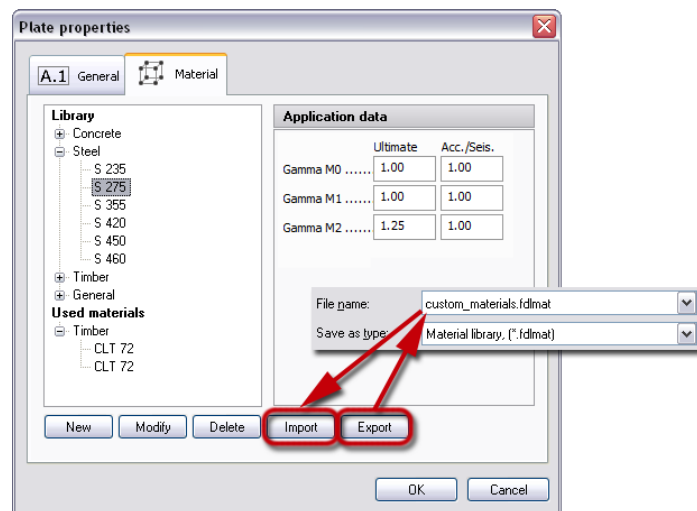 Plate properties
A.1 General Material
Library
Concrete
Steel
S 235
S 275
S 355
S 420
S 450
S 460
Timber
General
Used materials
Timber
CLT 72
CLT 72
Application data
Ultimate Acc./Seis.
Gamma M0 ...... 1.00 1.00
Gamma M1 ...... 1.00 1.00
Gamma M2 ...... 1.25 1.00
File name: custom_materials.fdlmat
Save as type: Material library, (*.fdlmat)
New Modify Delete Import Export
OK Cancel